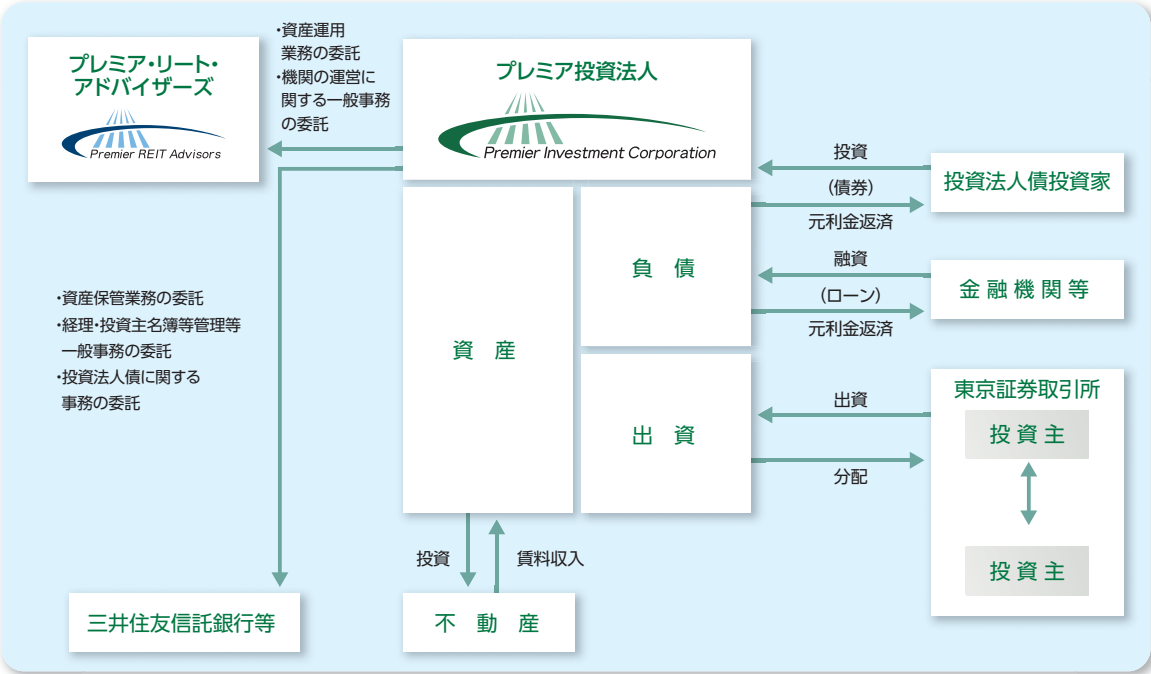 プレミア・リート・
アドバイザーズ
Premier REIT Advisors
・資産運用
業務の委託
・機関の運営に
関する一般事務
の委託
プレミア投資法人
Premier Investment Corporation
投資
(債券)
元利金返済
投資法人債投資家
融資
(ローン)
元利金返済
金融機関等
負 債
資 産
出 資
・資産保管業務の委託
・経理・投資主名簿等管理等
一般事務の委託
・投資法人債に関する
事務の委託
出資
分配
東京証券取引所
投資主
投資主
投資
賃料収入
三井住友信託銀行等
不 動 産